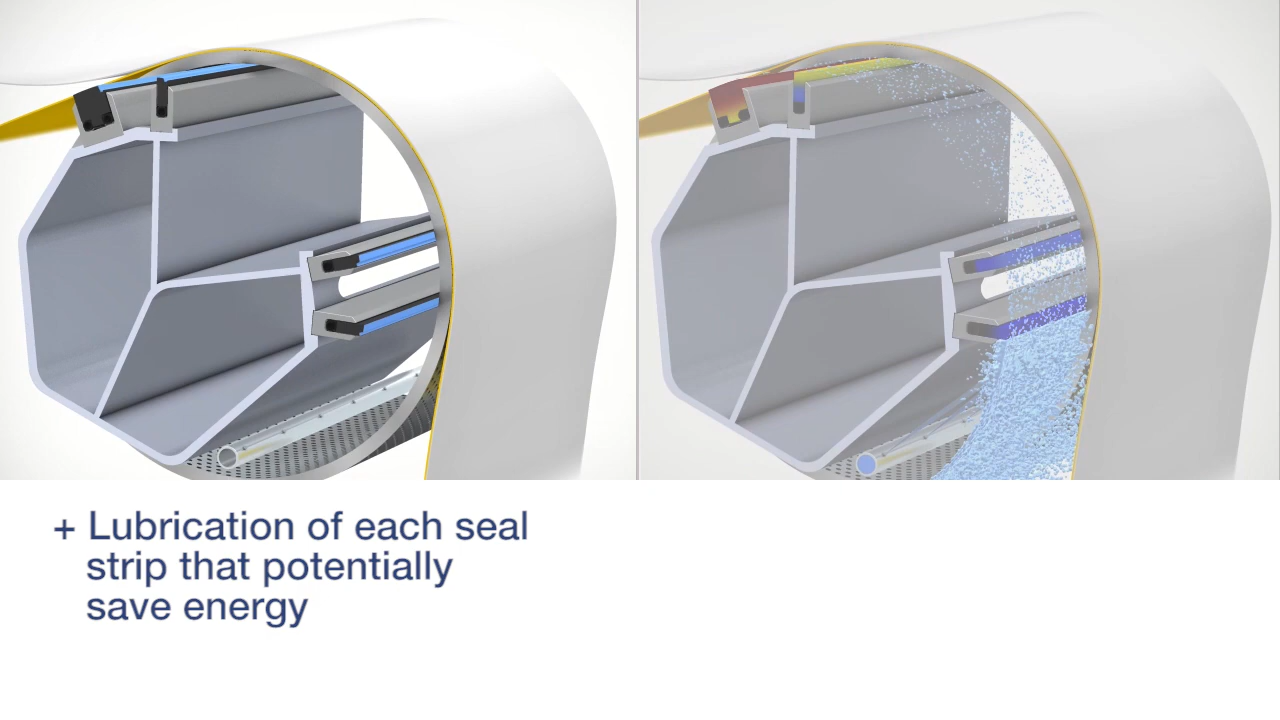 + Lubrication of each seal
strip that potentially
save energy